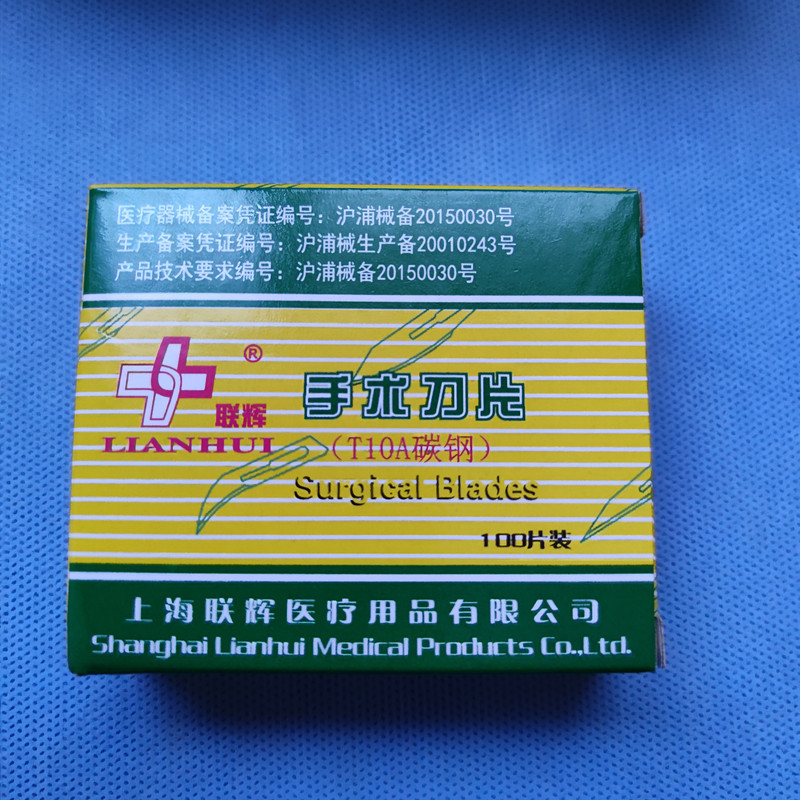 医疗器械备案凭证编号：沪浦械备20150030号
生产备案凭证编号：沪浦械生产备20010243号
产品技术要求编号：沪浦械备20150030号
®
联辉
LIANHUI
手术刀片
（T10A碳钢）
Surgical Blades
100片装
上海联辉医疗用品有限公司
Shanghai Lianhui Medical Products Co.,Ltd.